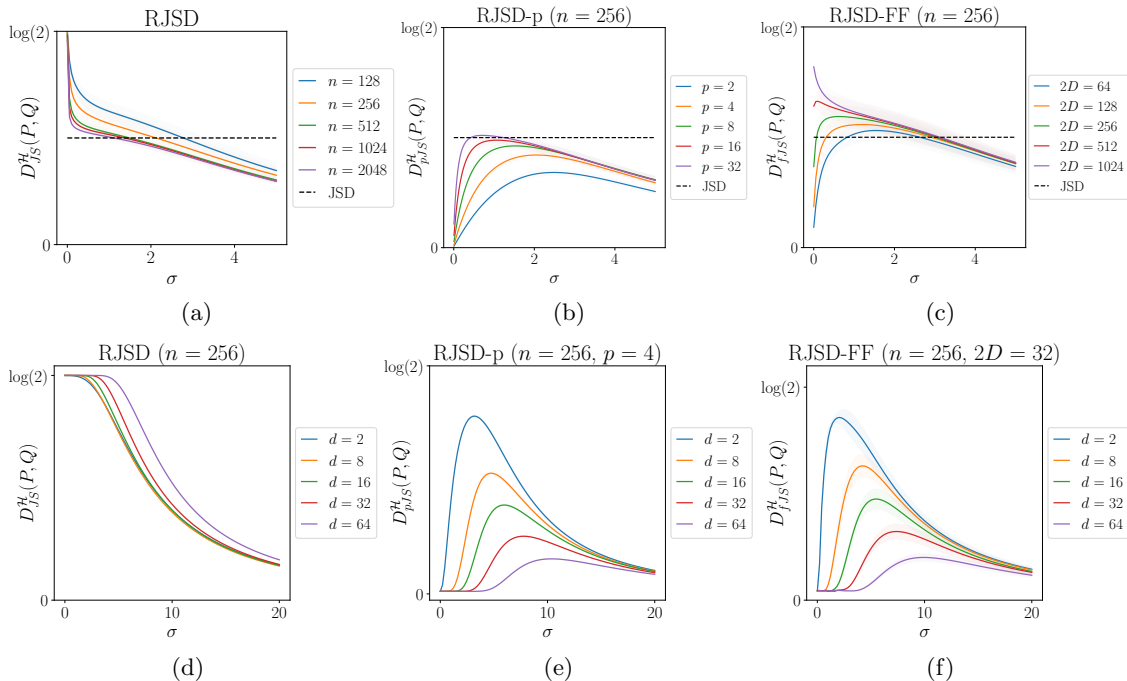 RJSD
log(2)
0
D^ℋ_JS(P, Q)
0 2 4
σ
n = 128
n = 256
n = 512
n = 1024
n = 2048
JSD
(a)
RJSD-p (n = 256)
log(2)
0
D^ℋ_pJS(P, Q)
0 2 4
σ
p = 2
p = 4
p = 8
p = 16
p = 32
JSD
(b)
RJSD-FF (n = 256)
log(2)
0
D^ℋ_fJS(P, Q)
0 2 4
σ
2D = 64
2D = 128
2D = 256
2D = 512
2D = 1024
JSD
(c)
RJSD (n = 256)
log(2)
0
D^ℋ_JS(P, Q)
0 10 20
σ
d = 2
d = 8
d = 16
d = 32
d = 64
(d)
RJSD-p (n = 256, p = 4)
log(2)
0
D^ℋ_pJS(P, Q)
0 10 20
σ
d = 2
d = 8
d = 16
d = 32
d = 64
(e)
RJSD-FF (n = 256, 2D = 32)
log(2)
0
D^ℋ_fJS(P, Q)
0 10 20
σ
d = 2
d = 8
d = 16
d = 32
d = 64
(f)